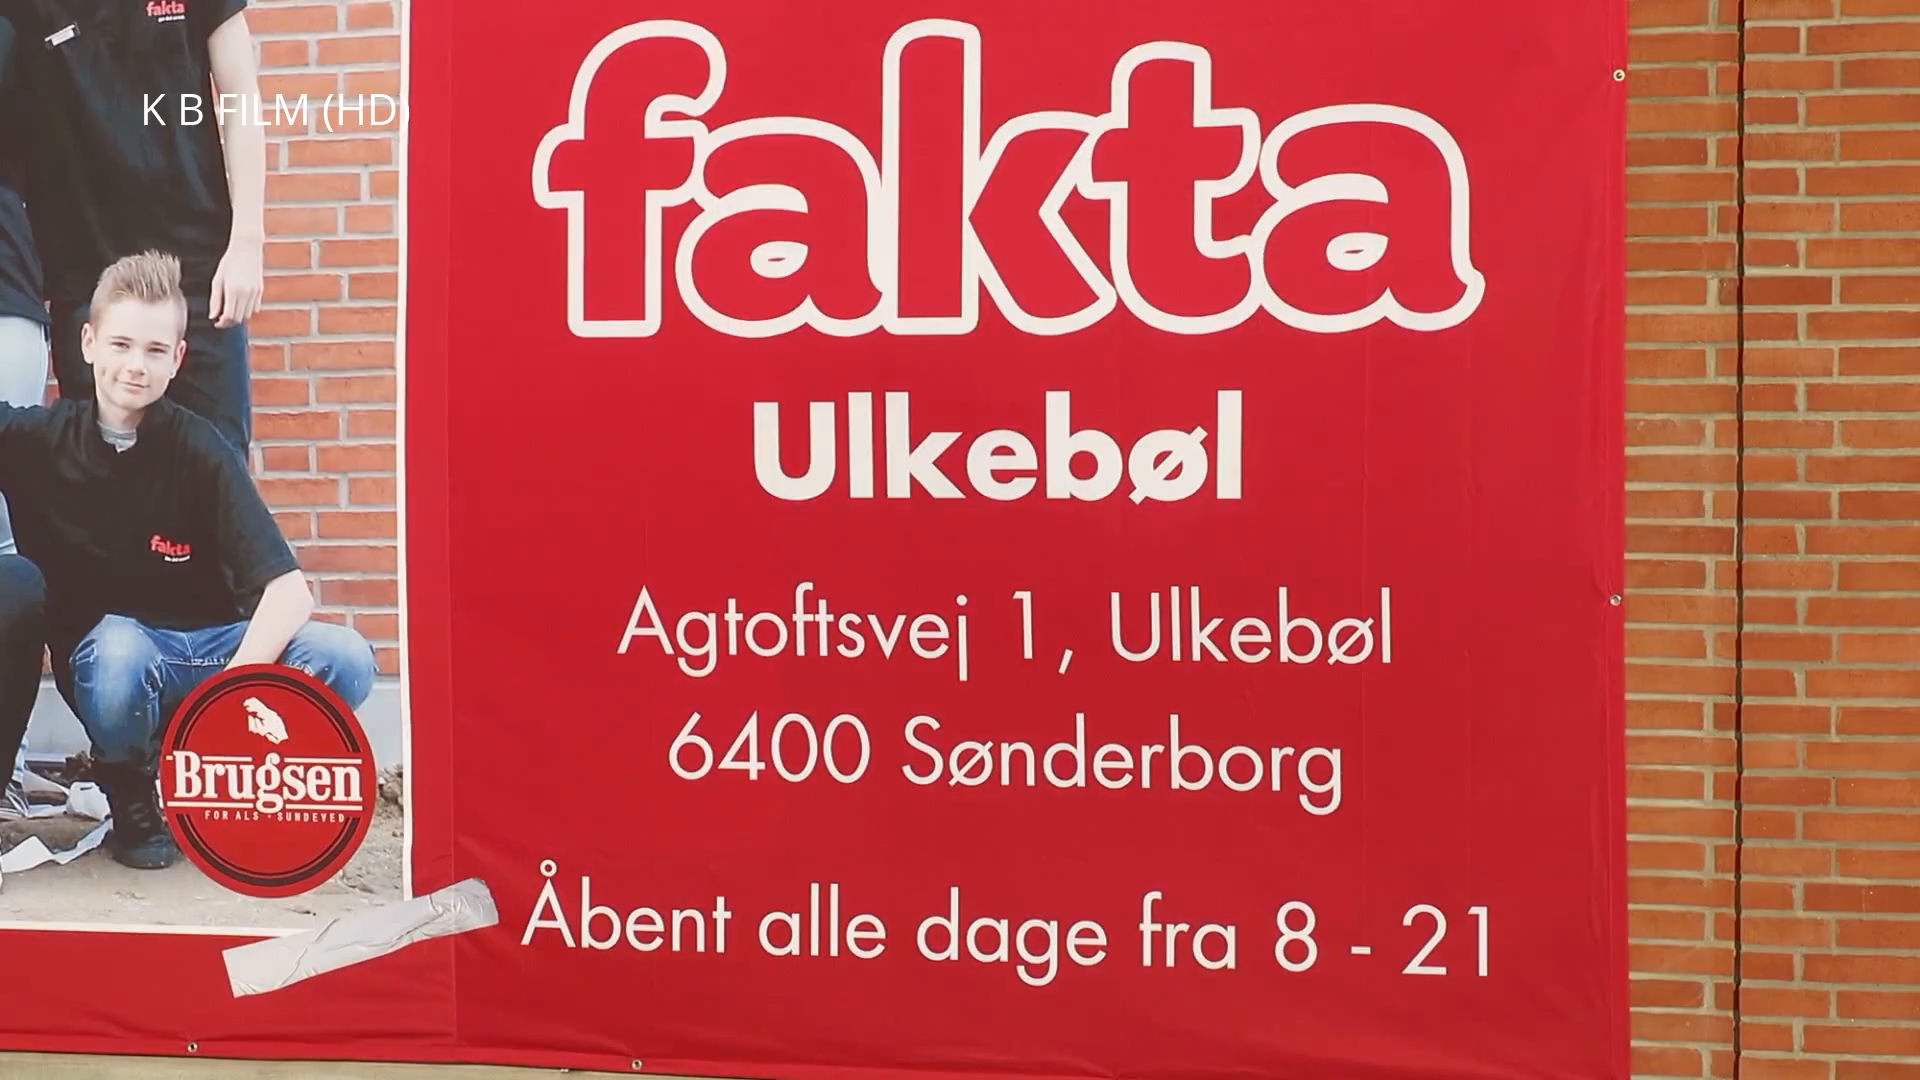 fakta
K B FILM (HD)
fakta
Ulkebøl
Agtoftsvej 1, Ulkebøl
6400 Sønderborg
Åbent alle dage fra 8 - 21
fakta
Brugsen
FOR ALS · SUNDEVED